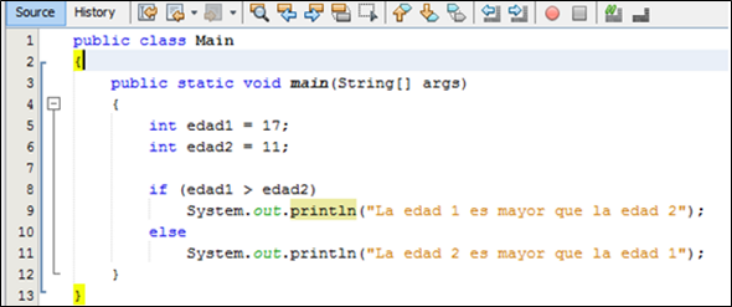 Source History
1 public class Main
2 {
3 public static void main(String[] args)
4 {
5 int edad1 = 17;
6 int edad2 = 11;
7
8 if (edad1 > edad2)
9 System.out.println("La edad 1 es mayor que la edad 2");
10 else
11 System.out.println("La edad 2 es mayor que la edad 1");
12 }
13 }